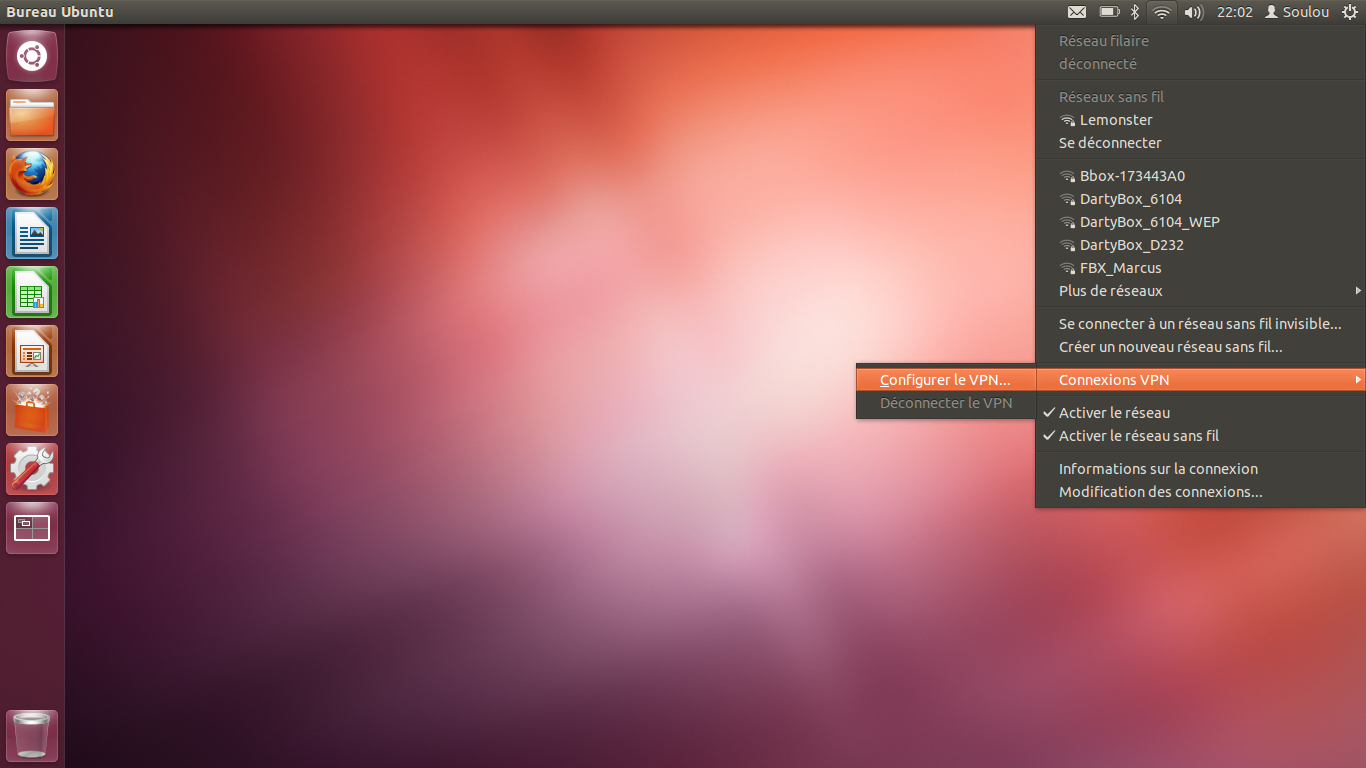 Bureau Ubuntu
22:02
Soulou
Réseau filaire
déconnecté
Réseaux sans fil
Lemonster
Se déconnecter
Bbox-173443A0
DartyBox_6104
DartyBox_6104_WEP
DartyBox_D232
FBX_Marcus
Plus de réseaux
Se connecter à un réseau sans fil invisible...
Créer un nouveau réseau sans fil...
Connexions VPN
Configurer le VPN...
Déconnecter le VPN
Activer le réseau
Activer le réseau sans fil
Informations sur la connexion
Modification des connexions...